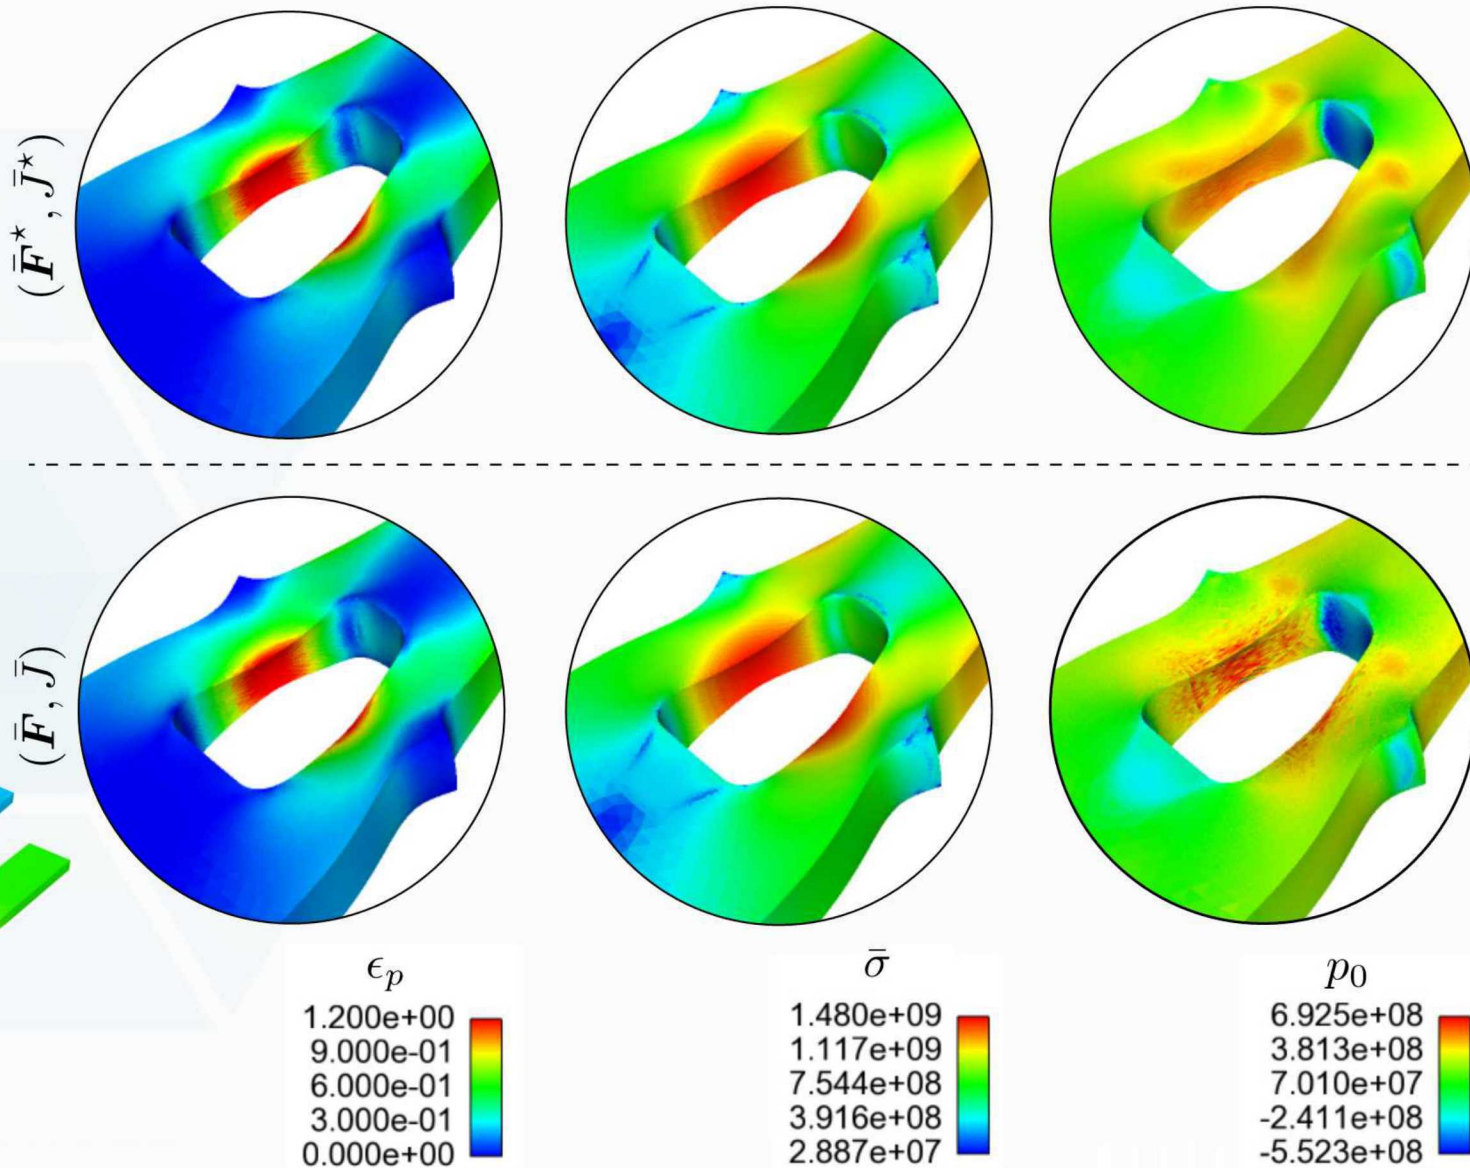 (F̄*, J̄*)
(F̄, J̄)
ϵₚ
1.200e+00
9.000e-01
6.000e-01
3.000e-01
0.000e+00
σ̄
1.480e+09
1.117e+09
7.544e+08
3.916e+08
2.887e+07
p₀
6.925e+08
3.813e+08
7.010e+07
-2.411e+08
-5.523e+08